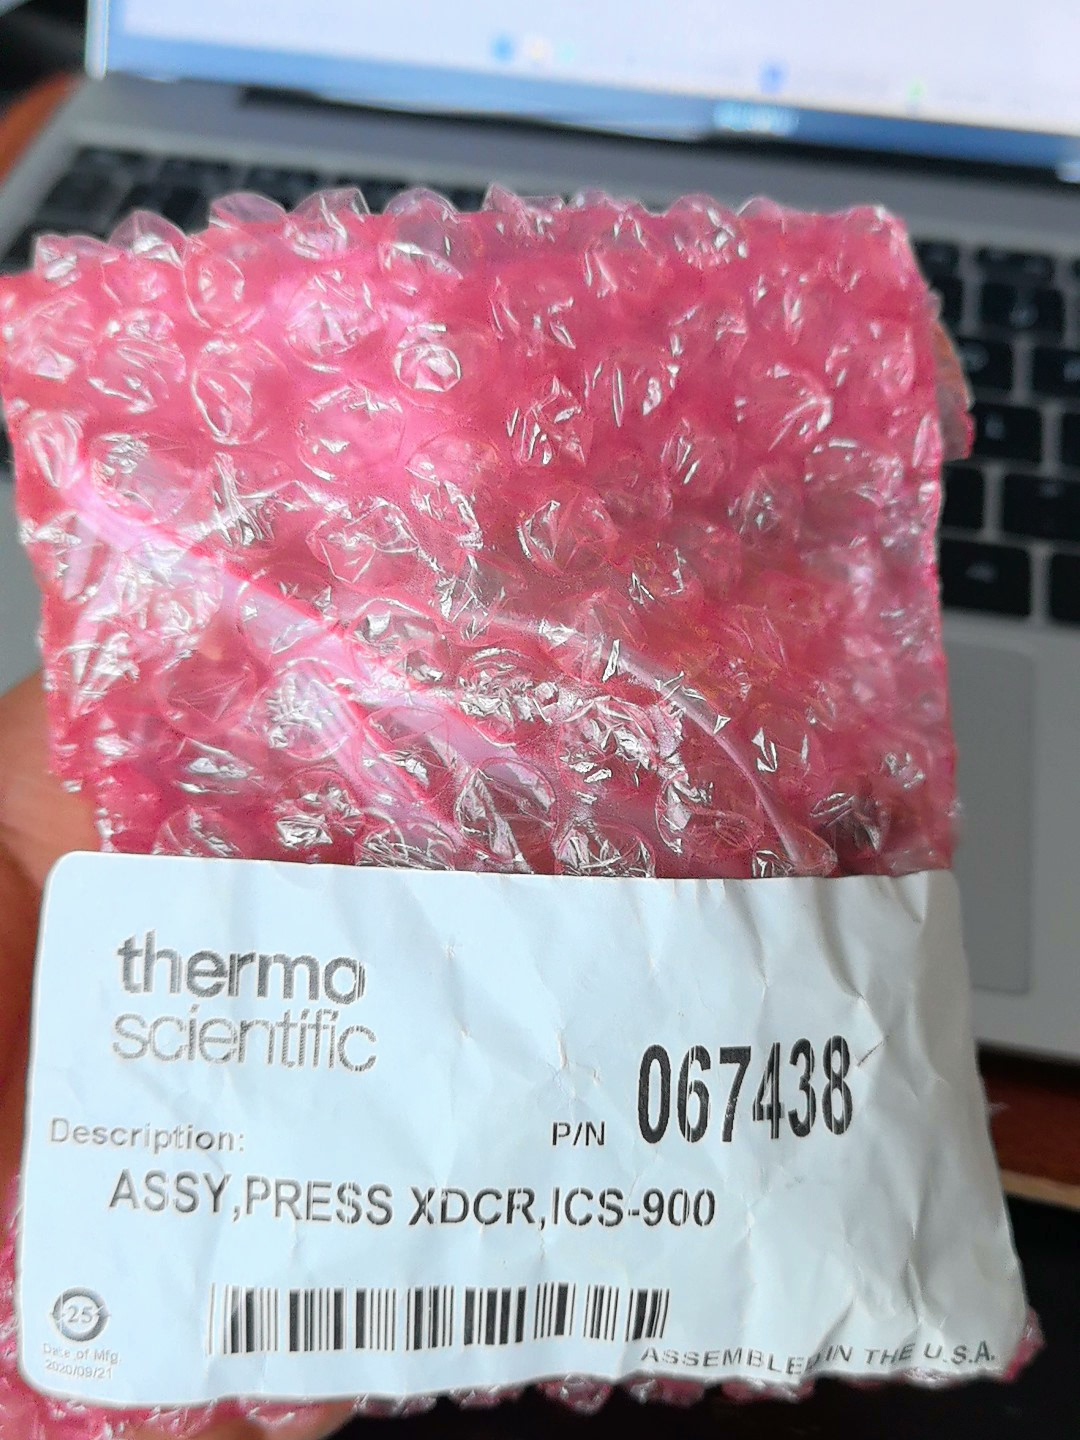 thermo
scientific
P/N 067438
Description:
ASSY,PRESS XDCR,ICS-900
25
Date of Mfg.
2020/09/21
ASSEMBLED IN THE U.S.A.